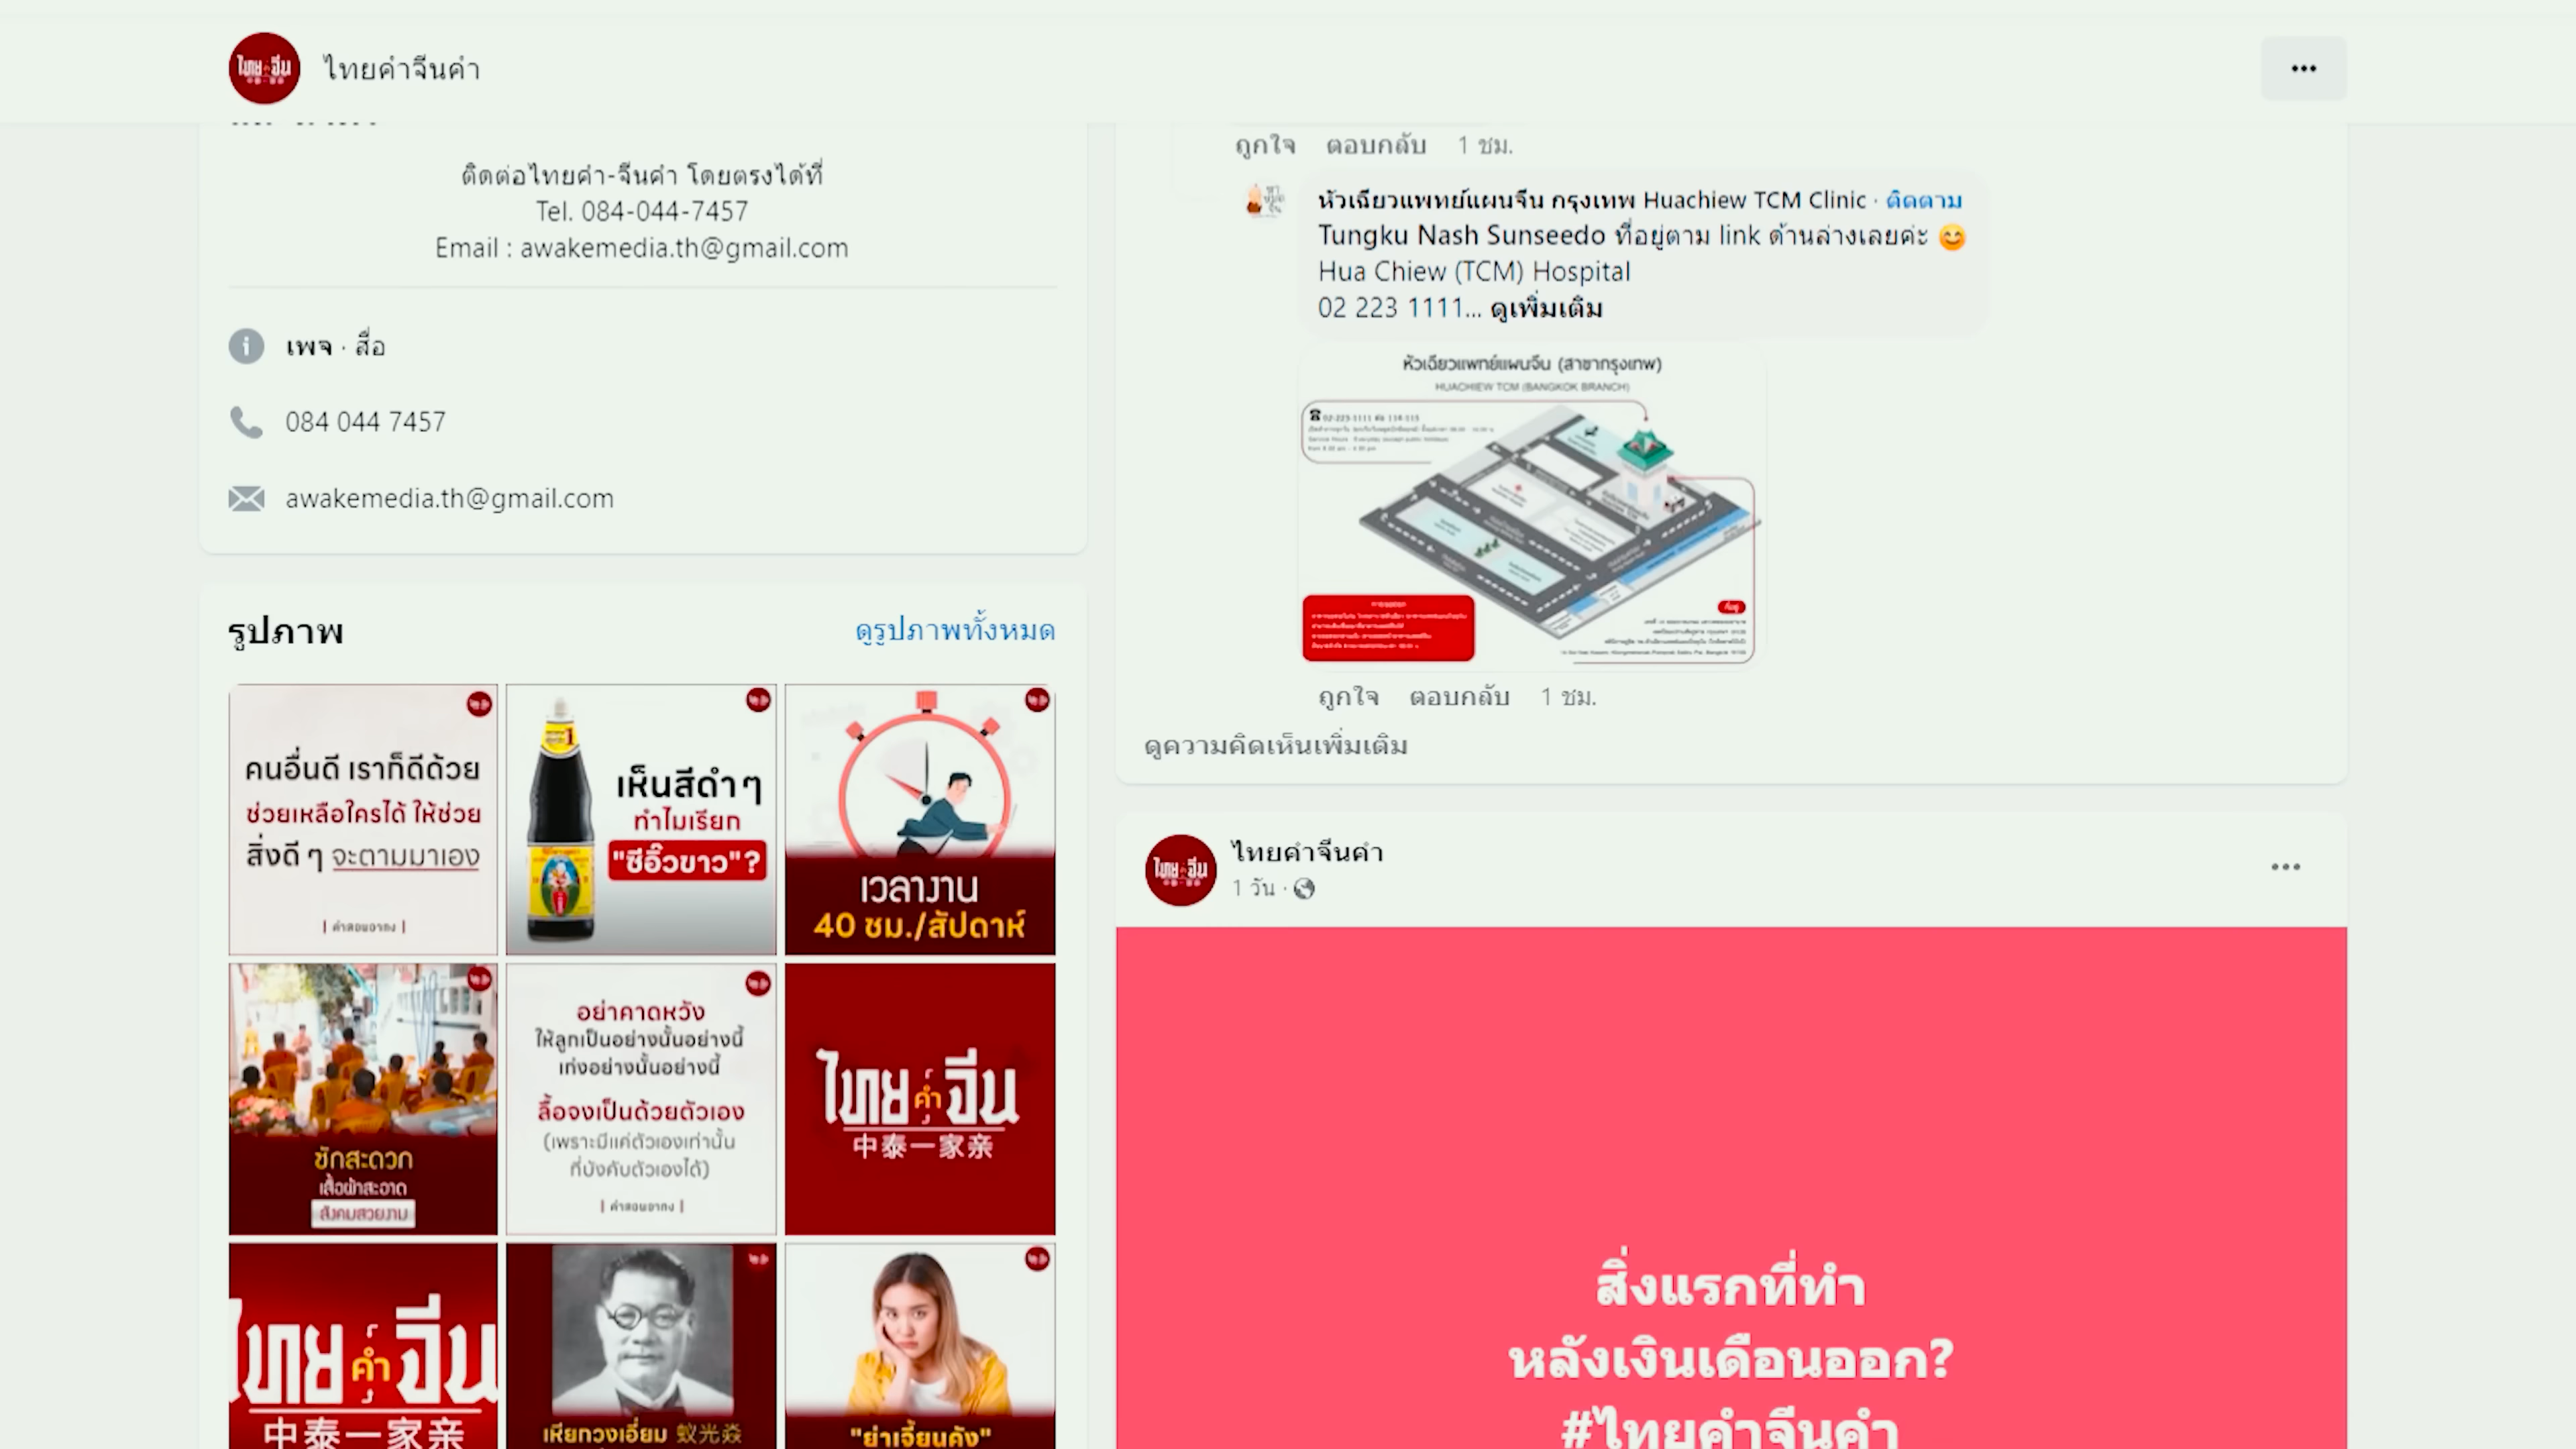 ไทยคำจีนคำ
ติดต่อไทยคำ-จีนคำ โดยตรงได้ที่
Tel. 084-044-7457
Email : awakemedia.th@gmail.com
เพจ · สื่อ
084 044 7457
awakemedia.th@gmail.com
รูปภาพ
ดูรูปภาพทั้งหมด
คนอื่นดี เราก็ดีด้วย
ช่วยเหลือใครได้ ให้ช่วย
สิ่งดี ๆ จะตามมาเอง
| คำสอนอากง |
เห็นสีดำๆ
ทำไมเรียก
"ซีอิ๊วขาว"?
เวลางาน
40 ชม./สัปดาห์
ซักสะดวก
เสื้อผ้าสะอาด
สังคมสวยงาม
อย่าคาดหวัง
ให้ลูกเป็นอย่างนั้นอย่างนี้
เก่งอย่างนั้นอย่างนี้
ลื้อจงเป็นด้วยตัวเอง
(เพราะมีแค่ตัวเองเท่านั้น
ที่บังคับตัวเองได้)
| คำสอนอากง |
ไทย คำ จีน
中泰一家亲
ไทย คำ จีน
中泰一家亲
เหียกวงเอี่ยม 蚁光焱
"ย่าเจี้ยนคัง"
ถูกใจ ตอบกลับ 1 ชม.
หัวเฉียวแพทย์แผนจีน กรุงเทพ Huachiew TCM Clinic · ติดตาม
Tungku Nash Sunseedo ที่อยู่ตาม link ด้านล่างเลยค่ะ 😊
Hua Chiew (TCM) Hospital
02 223 1111... ดูเพิ่มเติม
หัวเฉียวแพทย์แผนจีน (สาขากรุงเทพ)
HUACHIEW TCM (BANGKOK BRANCH)
ถูกใจ ตอบกลับ 1 ชม.
ดูความคิดเห็นเพิ่มเติม
ไทยคำจีนคำ
1 วัน ·
สิ่งแรกที่ทำ
หลังเงินเดือนออก?
#ไทยคำจีนคำ